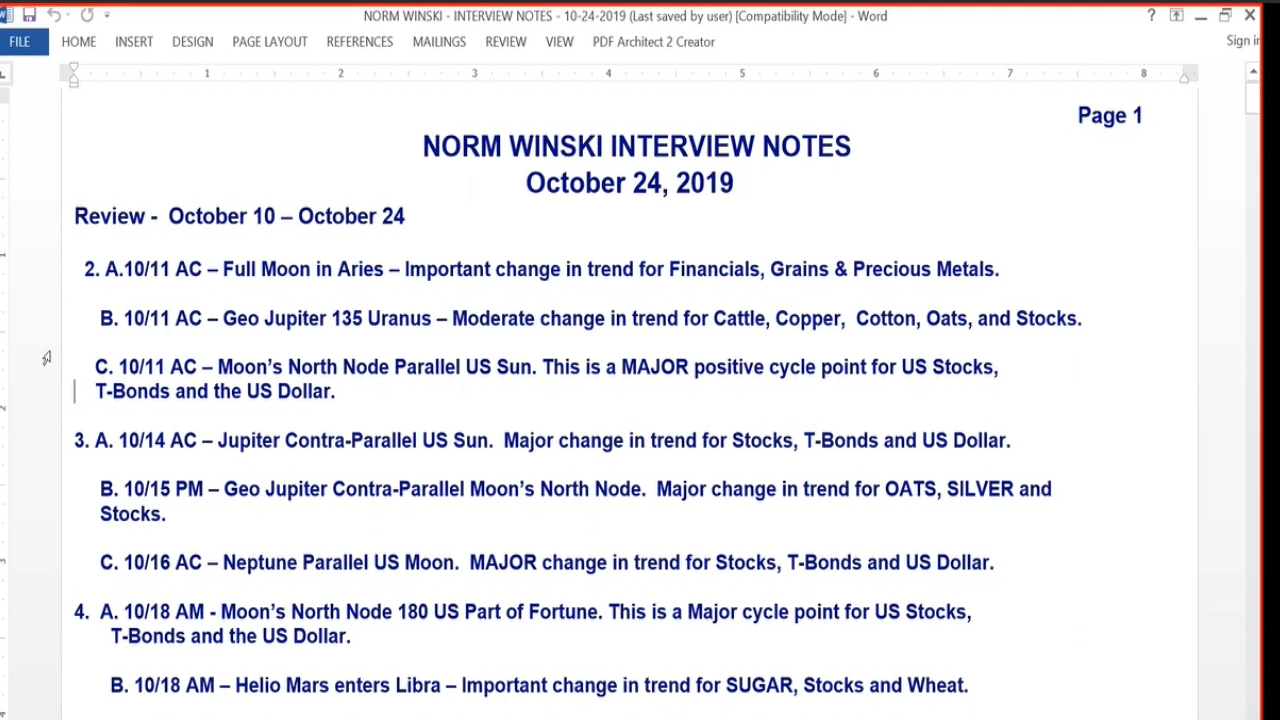 NORM WINSKI - INTERVIEW NOTES - 10-24-2019 (Last saved by user) [Compatibility Mode] - Word
FILE HOME INSERT DESIGN PAGE LAYOUT REFERENCES MAILINGS REVIEW VIEW PDF Architect 2 Creator Sign in
1 2 3 4 5 6 7 8
Page 1
NORM WINSKI INTERVIEW NOTES
October 24, 2019
Review - October 10 – October 24
2. A.10/11 AC – Full Moon in Aries – Important change in trend for Financials, Grains & Precious Metals.
B. 10/11 AC – Geo Jupiter 135 Uranus – Moderate change in trend for Cattle, Copper, Cotton, Oats, and Stocks.
C. 10/11 AC – Moon's North Node Parallel US Sun. This is a MAJOR positive cycle point for US Stocks,
T-Bonds and the US Dollar.
3. A. 10/14 AC – Jupiter Contra-Parallel US Sun. Major change in trend for Stocks, T-Bonds and US Dollar.
B. 10/15 PM – Geo Jupiter Contra-Parallel Moon's North Node. Major change in trend for OATS, SILVER and
Stocks.
C. 10/16 AC – Neptune Parallel US Moon. MAJOR change in trend for Stocks, T-Bonds and US Dollar.
4. A. 10/18 AM - Moon's North Node 180 US Part of Fortune. This is a Major cycle point for US Stocks,
T-Bonds and the US Dollar.
B. 10/18 AM – Helio Mars enters Libra – Important change in trend for SUGAR, Stocks and Wheat.